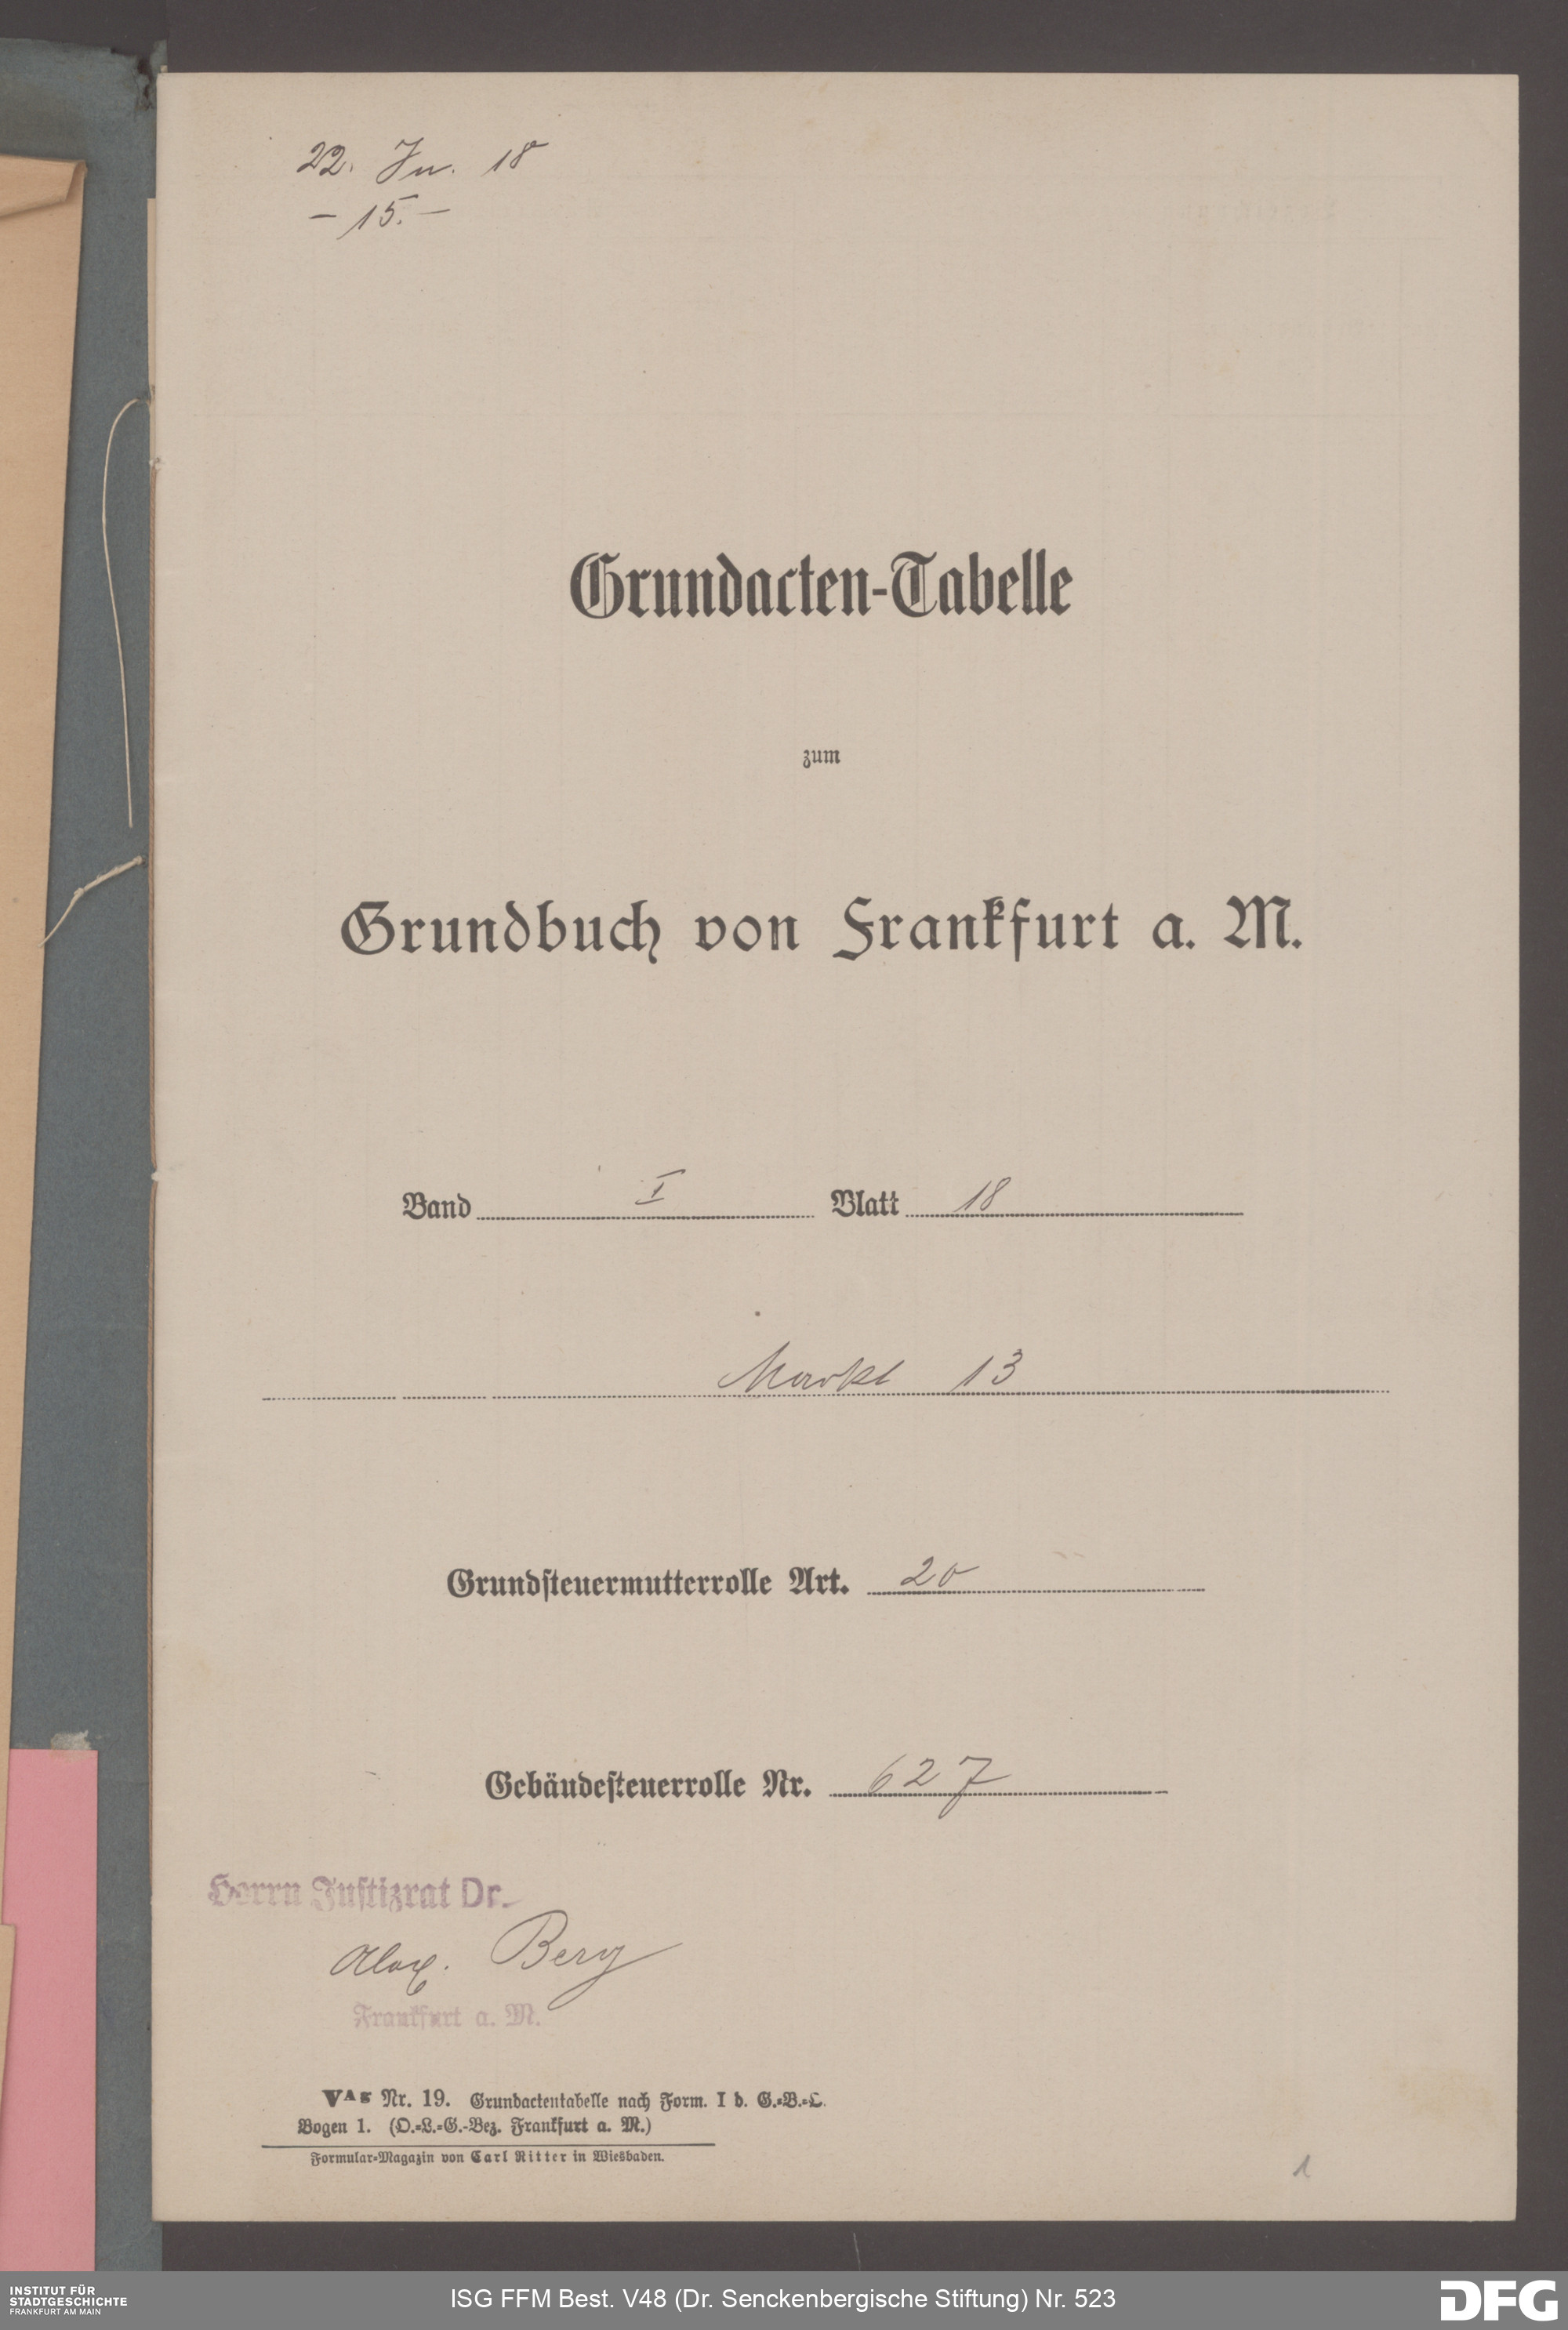 22. Jn. 18
- 15. -
Grundacten-Tabelle
zum
Grundbuch von Frankfurt a. M.
Band I Blatt 18
Markt 13
Grundsteuermutterrolle Art. 20
Gebäudesteuerrolle Nr. 627
Herrn Justizrat Dr.
Alex. Berg
Frankfurt a. M.
VAg Nr. 19. Grundactentabelle nach Form. I d. G.-B.-O.
Bogen 1. (O.-L.-G.-Bez. Frankfurt a. M.)
Formular-Magazin von Carl Ritter in Wiesbaden.
1
INSTITUT FÜR
STADTGESCHICHTE
FRANKFURT AM MAIN
ISG FFM Best. V48 (Dr. Senckenbergische Stiftung) Nr. 523
DFG